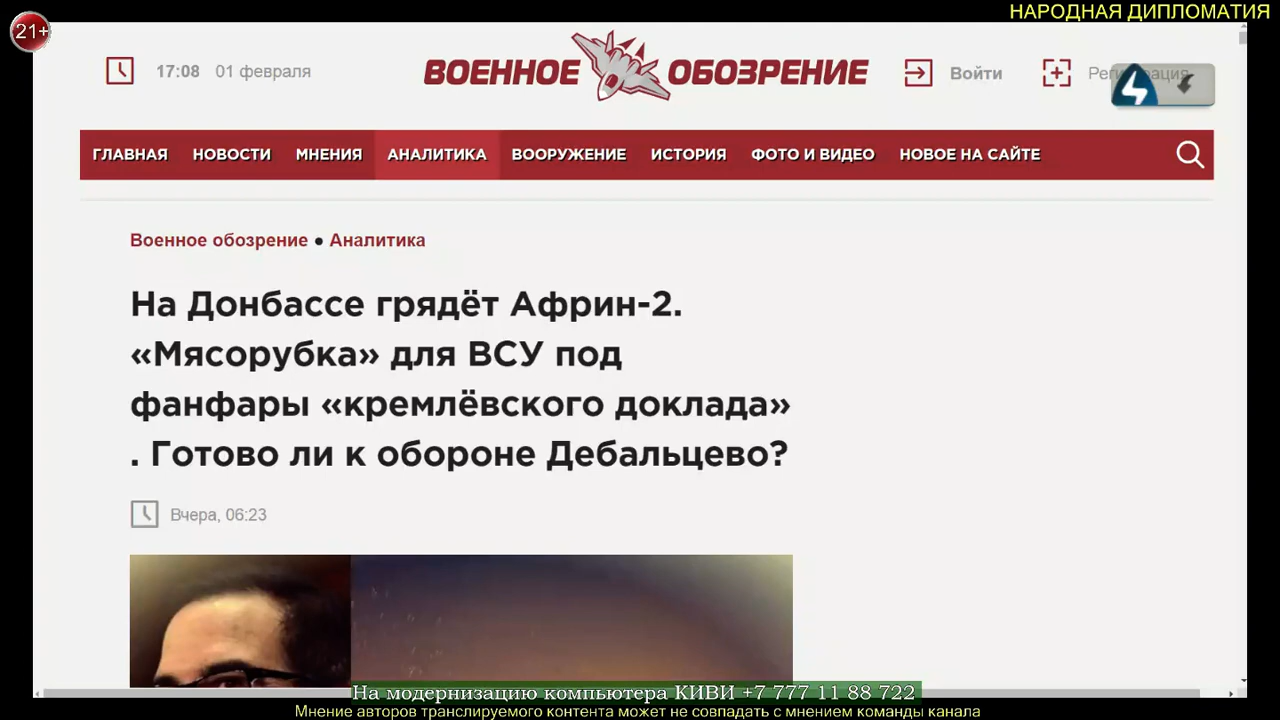 НАРОДНАЯ ДИПЛОМАТИЯ
21+
17:08 01 февраля
ВОЕННОЕ ОБОЗРЕНИЕ
Войти
ГЛАВНАЯ НОВОСТИ МНЕНИЯ АНАЛИТИКА ВООРУЖЕНИЕ ИСТОРИЯ ФОТО И ВИДЕО НОВОЕ НА САЙТЕ
Военное обозрение ● Аналитика
На Донбассе грядёт Африн-2.
«Мясорубка» для ВСУ под
фанфары «кремлёвского доклада»
. Готово ли к обороне Дебальцево?
Вчера, 06:23
На модернизацию компьютера КИВИ +7 777 11 88 722
Мнение авторов транслируемого контента может не совпадать с мнением команды канала